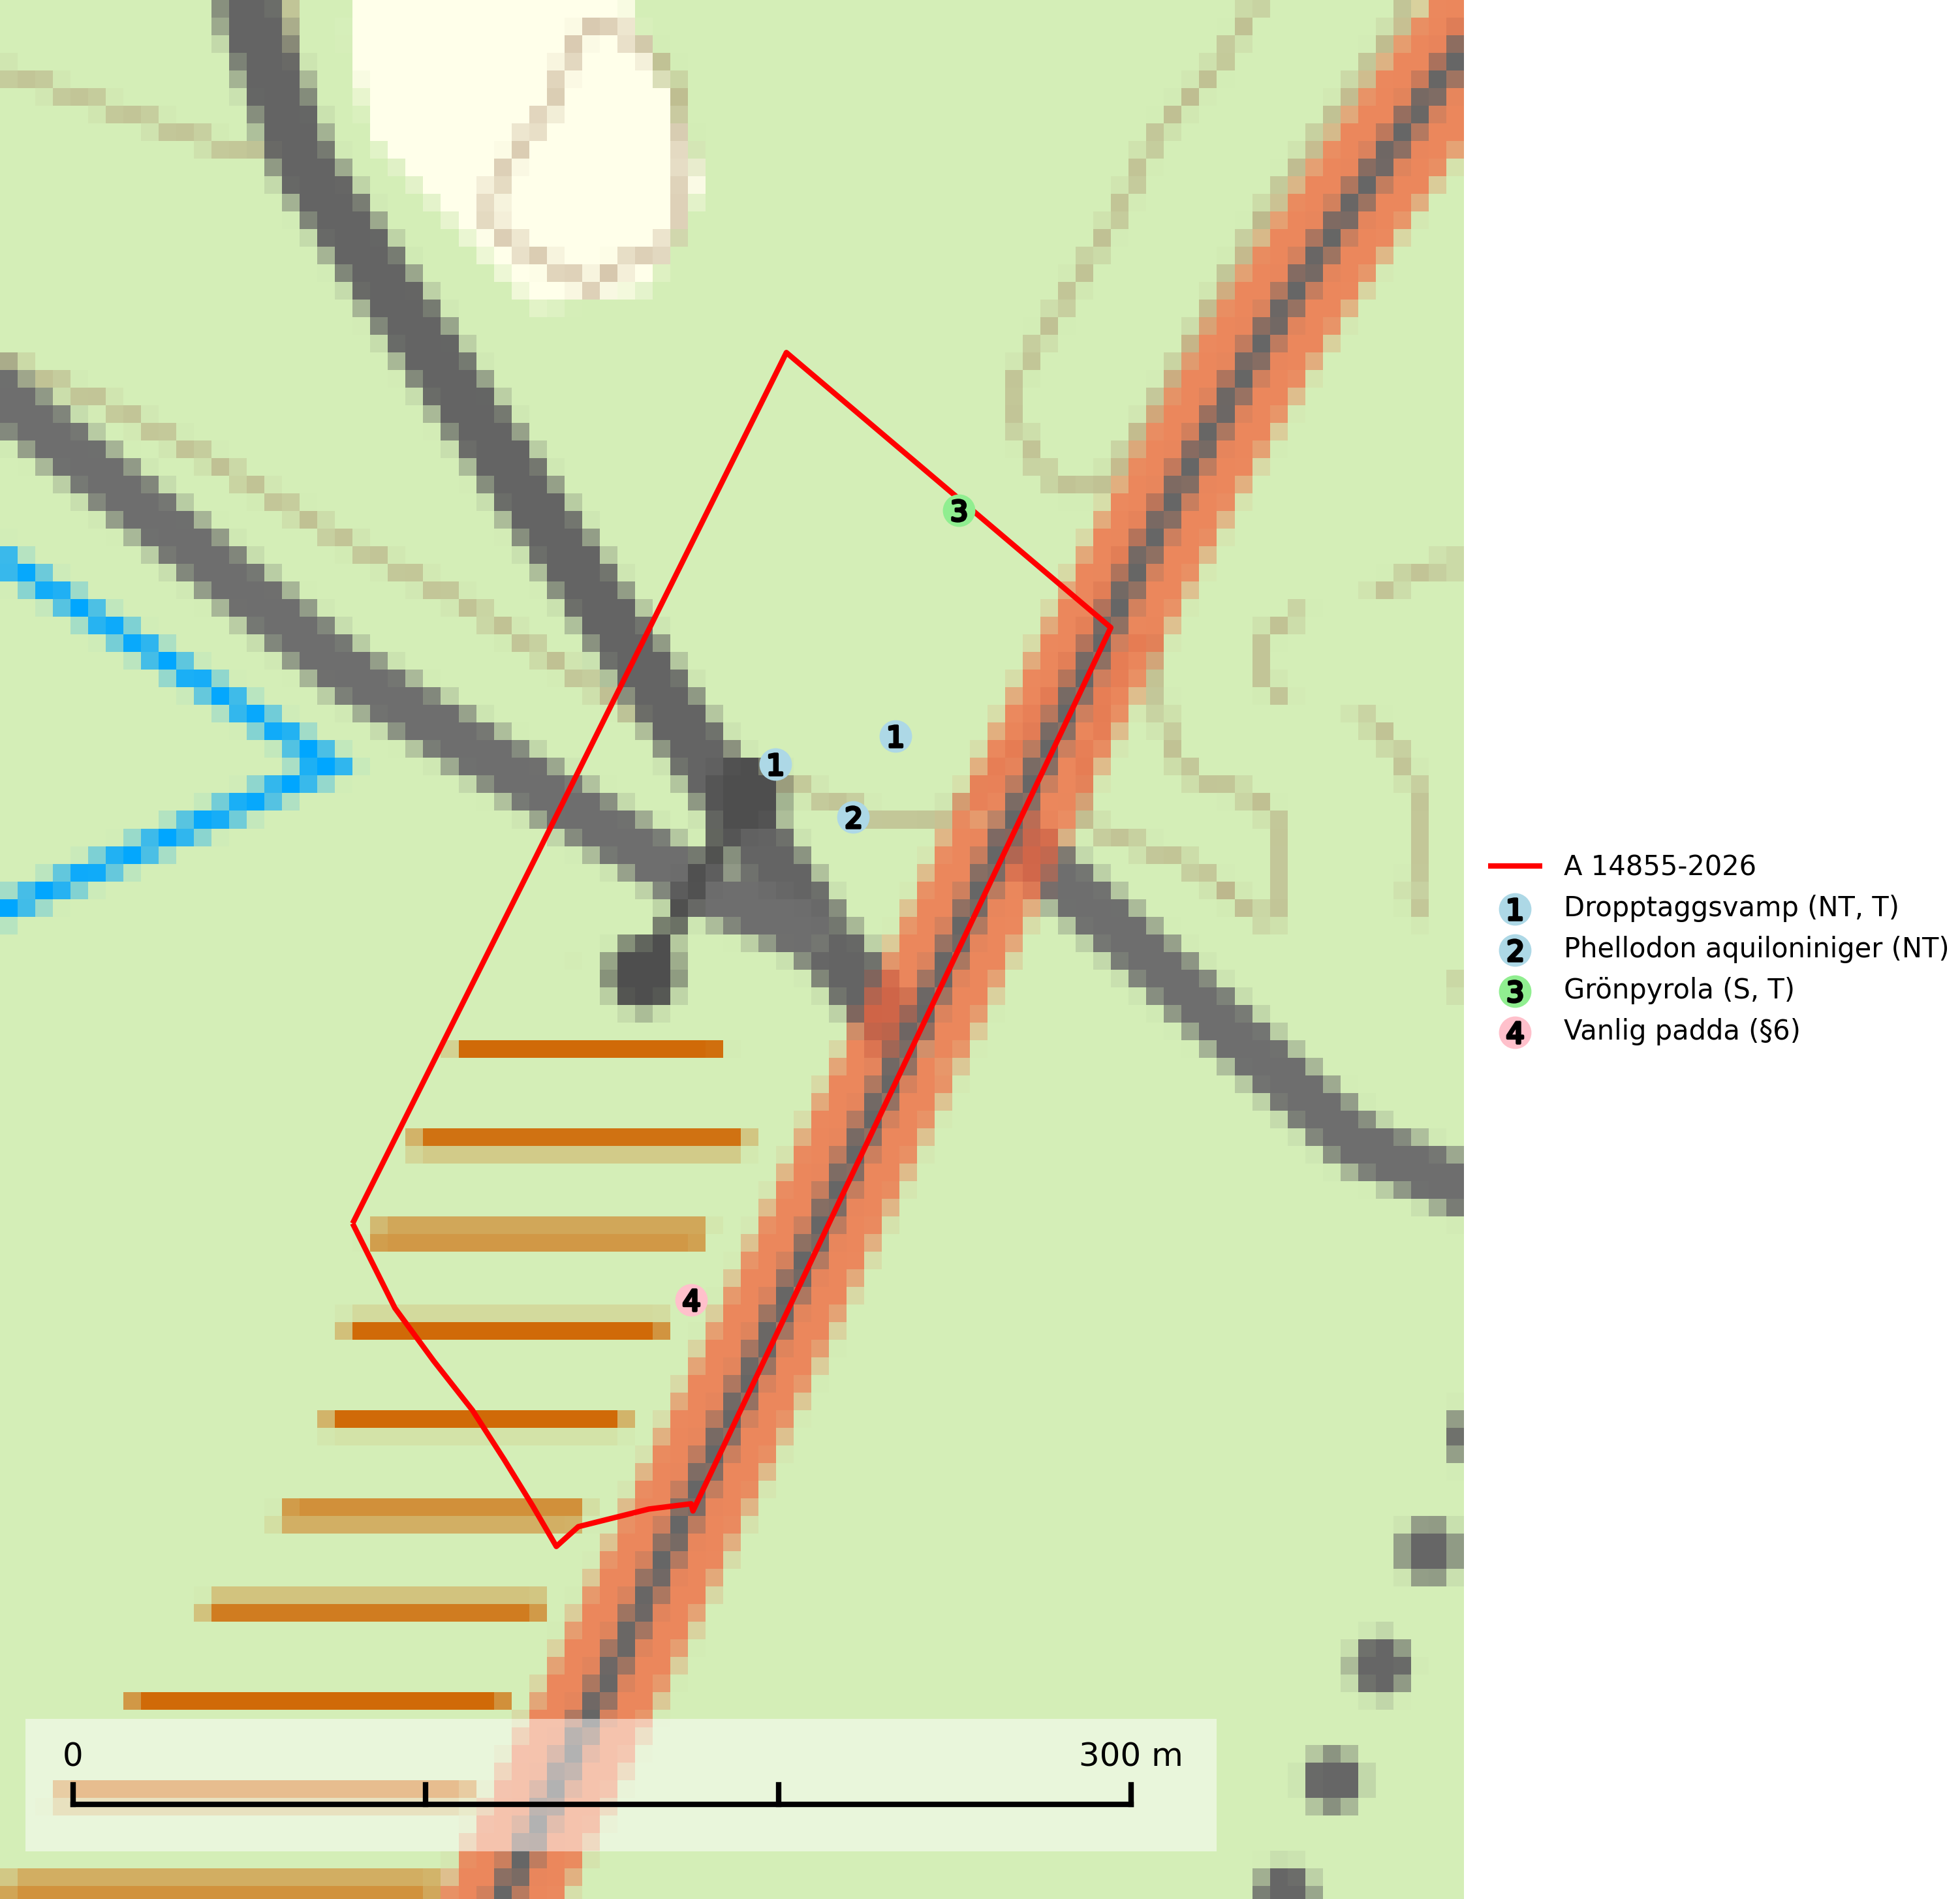 3
1
1
2
4
0 300 m
A 14855-2026
1 Dropptaggsvamp (NT, T)
2 Phellodon aquiloniniger (NT)
3 Grönpyrola (S, T)
4 Vanlig padda (§6)